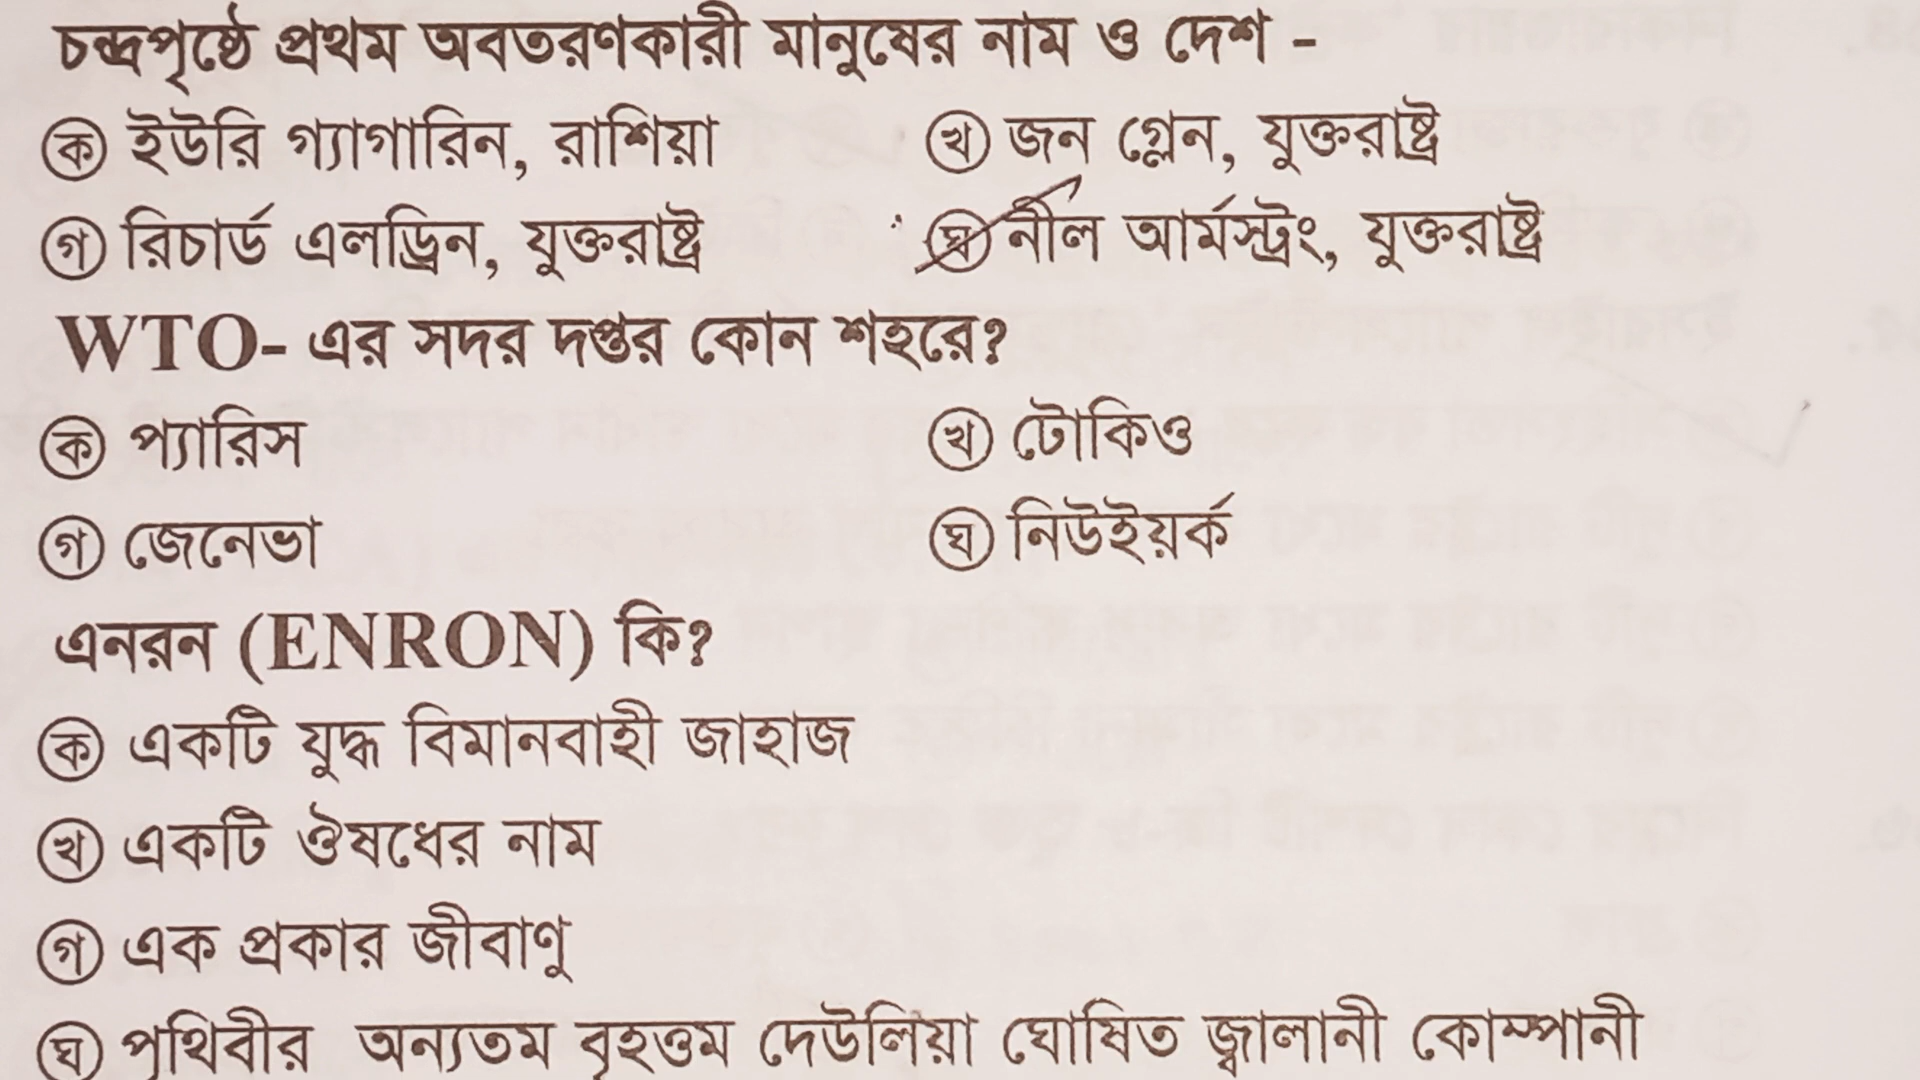 চন্দ্রপৃষ্ঠে প্রথম অবতরণকারী মানুষের নাম ও দেশ -
ক ইউরি গ্যাগারিন, রাশিয়া খ জন গ্লেন, যুক্তরাষ্ট্র
গ রিচার্ড এলড্রিন, যুক্তরাষ্ট্র ঘ নীল আর্মস্ট্রং, যুক্তরাষ্ট্র
WTO- এর সদর দপ্তর কোন শহরে?
ক প্যারিস খ টোকিও
গ জেনেভা ঘ নিউইয়র্ক
এনরন (ENRON) কি?
ক একটি যুদ্ধ বিমানবাহী জাহাজ
খ একটি ঔষধের নাম
গ এক প্রকার জীবাণু
ঘ পৃথিবীর অন্যতম বৃহত্তম দেউলিয়া ঘোষিত জ্বালানী কোম্পানী